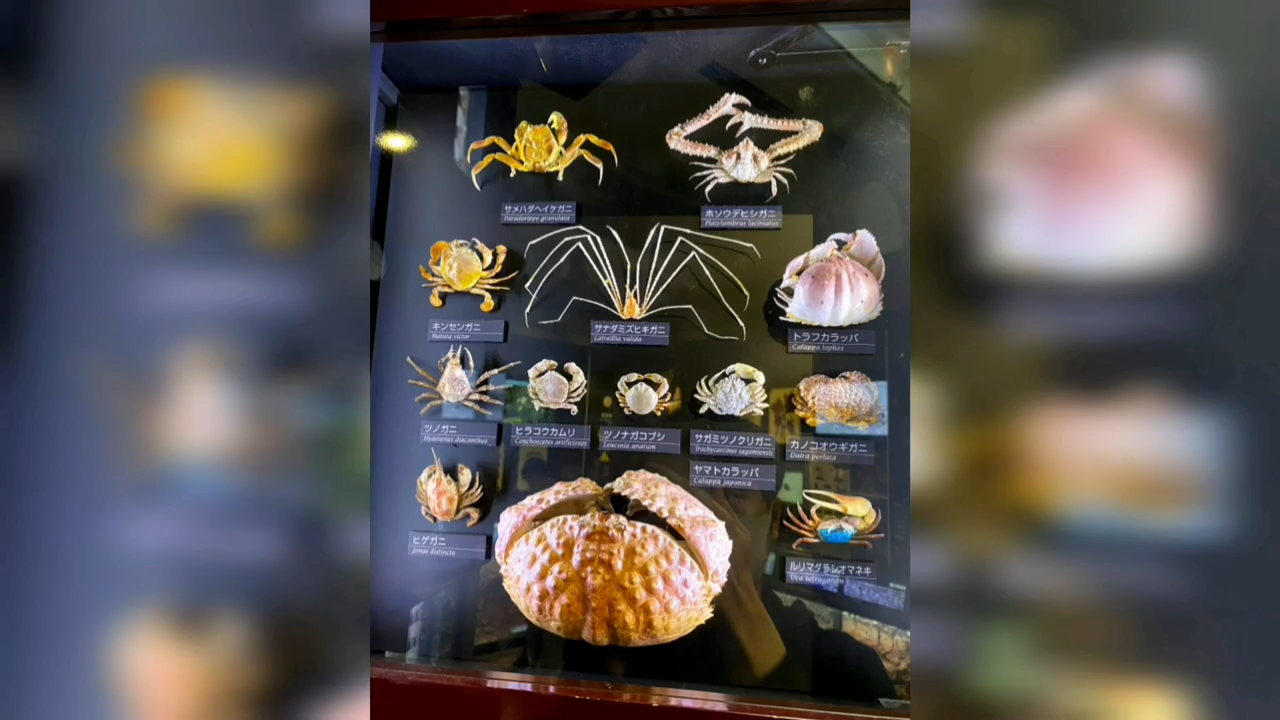 サメハダヘイケガニ
Paradorippe granulata
ホソウデヒシガニ
Platylambrus laciniatus
キンセンガニ
Matuta victor
サナダミズヒキガニ
Latreillia valida
トラフカラッパ
Calappa lophos
ツノガニ
Hyastenus diacanthus
ヒラコウカムリ
Conchoecetes artificiosus
ツノナガコブシ
Leucosia anatum
サガミツノクリガニ
Trachycarcinus sagamiensis
カノコオウギガニ
Daira perlata
ヤマトカラッパ
Calappa japonica
ヒゲガニ
Jonas distincta
ルリマダラシオマネキ
Uca tetragonon